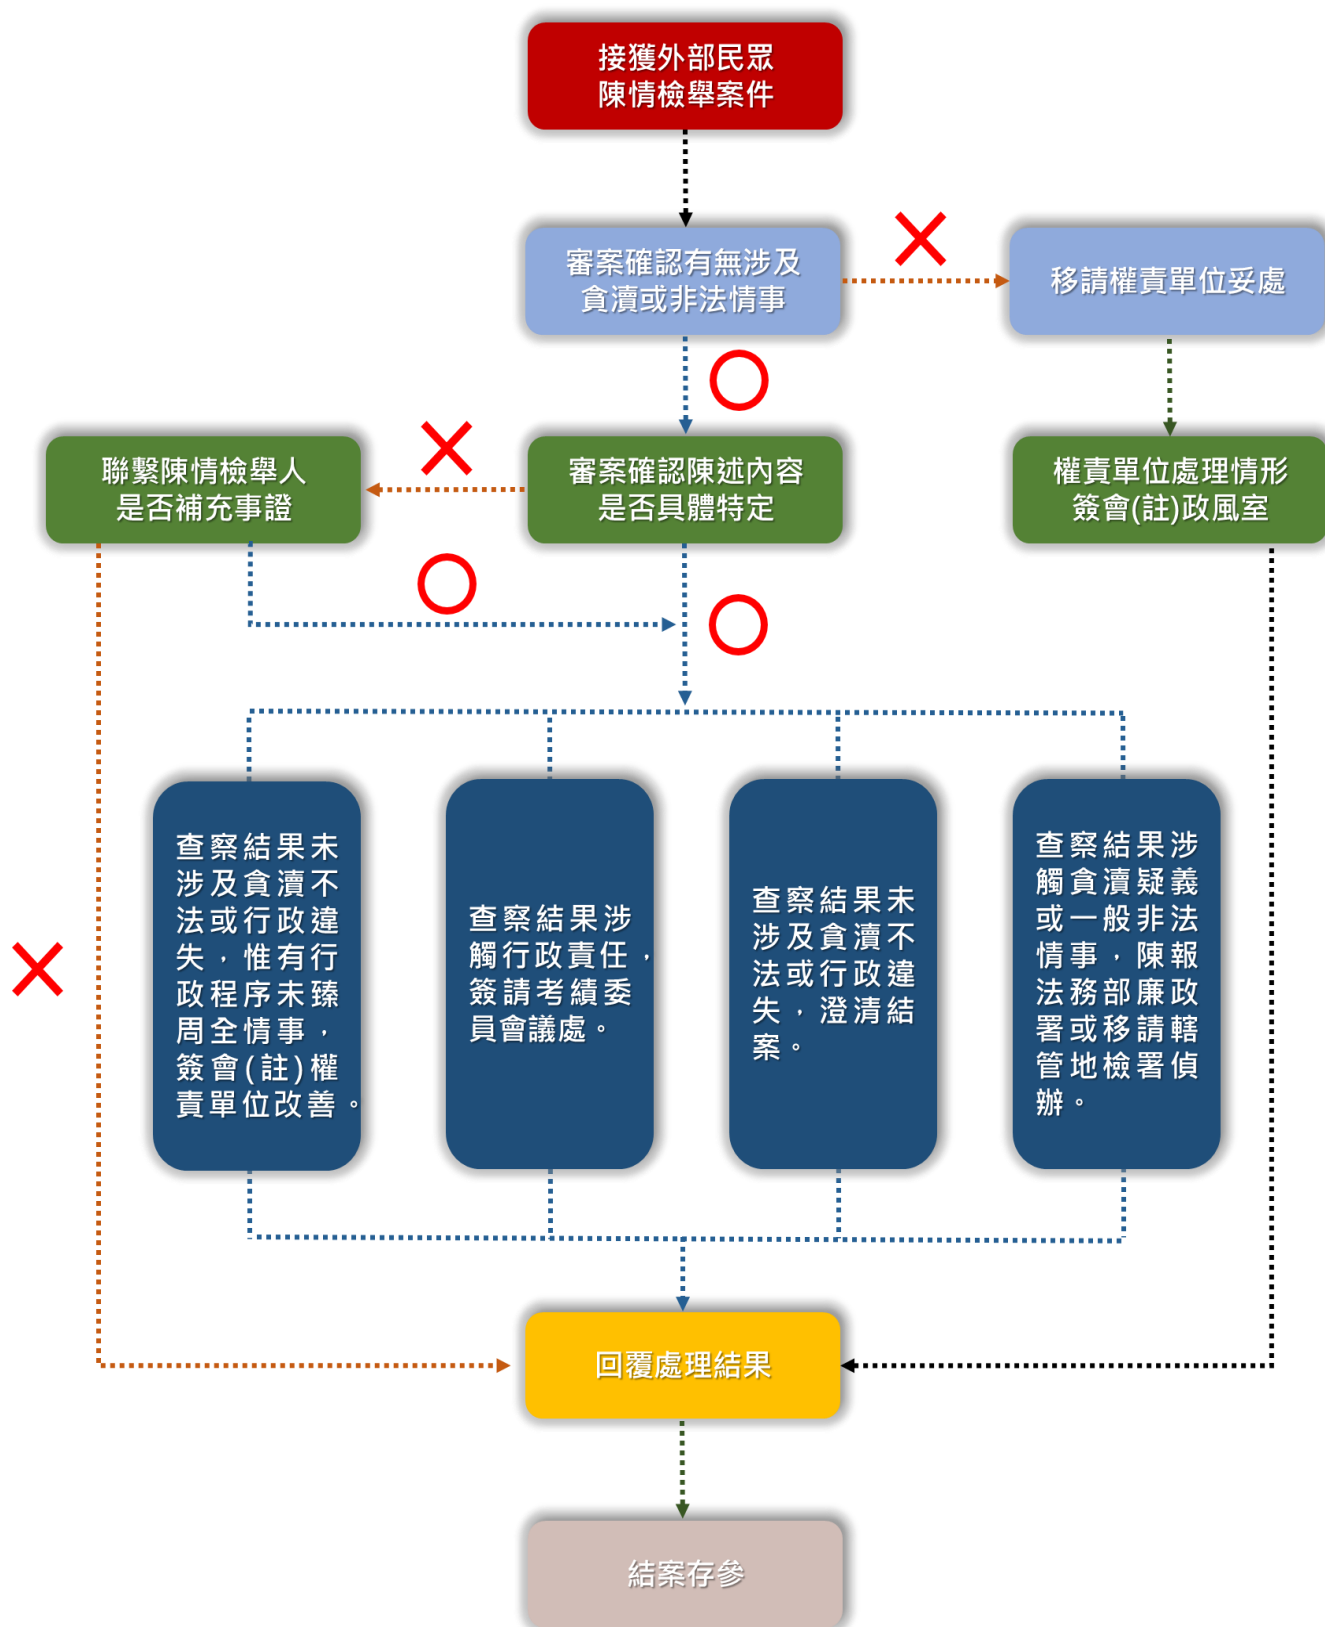 接獲外部民眾
陳情檢舉案件
審案確認有無涉及
貪瀆或非法情事
移請權責單位妥處
聯繫陳情檢舉人
是否補充事證
審案確認陳述內容
是否具體特定
權責單位處理情形
簽會(註)政風室
查察結果未
涉及貪瀆不
法或行政違
失，惟有行
政程序未臻
周全情事，
簽會(註)權
責單位改善。
查察結果涉
觸行政責任，
簽請考績委
員會議處。
查察結果未
涉及貪瀆不
法或行政違
失，澄清結
案。
查察結果涉
觸貪瀆疑義
或一般非法
情事，陳報
法務部廉政
署或移請轄
管地檢署偵
辦。
回覆處理結果
結案存參